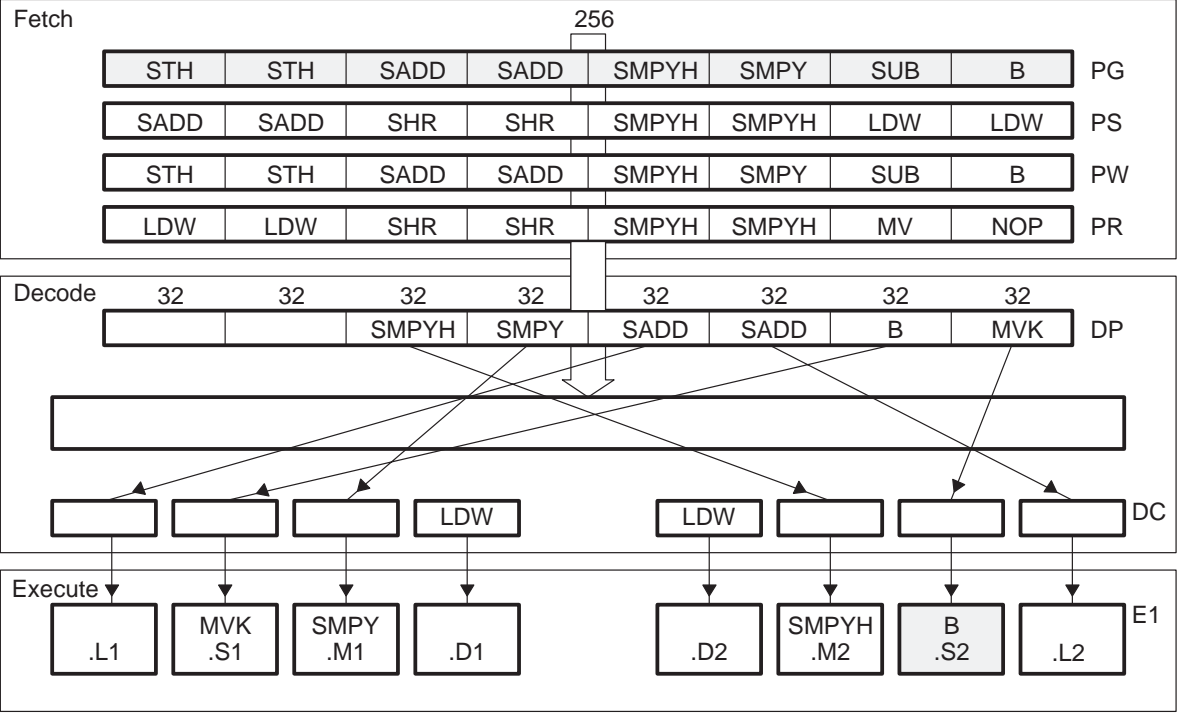 Fetch 256
STH STH SADD SADD SMPYH SMPY SUB B PG
SADD SADD SHR SHR SMPYH SMPYH LDW LDW PS
STH STH SADD SADD SMPYH SMPY SUB B PW
LDW LDW SHR SHR SMPYH SMPYH MV NOP PR
Decode 32 32 32 32 32 32 32 32
SMPYH SMPY SADD SADD B MVK DP
LDW LDW DC
Execute
MVK SMPY SMPYH B E1
.L1 .S1 .M1 .D1 .D2 .M2 .S2 .L2